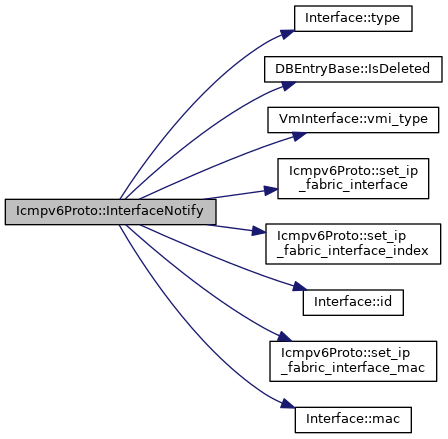 Interface::type
DBEntryBase::IsDeleted
VmInterface::vmi_type
Icmpv6Proto::set_ip
_fabric_interface
Icmpv6Proto::InterfaceNotify
Icmpv6Proto::set_ip
_fabric_interface_index
Interface::id
Icmpv6Proto::set_ip
_fabric_interface_mac
Interface::mac